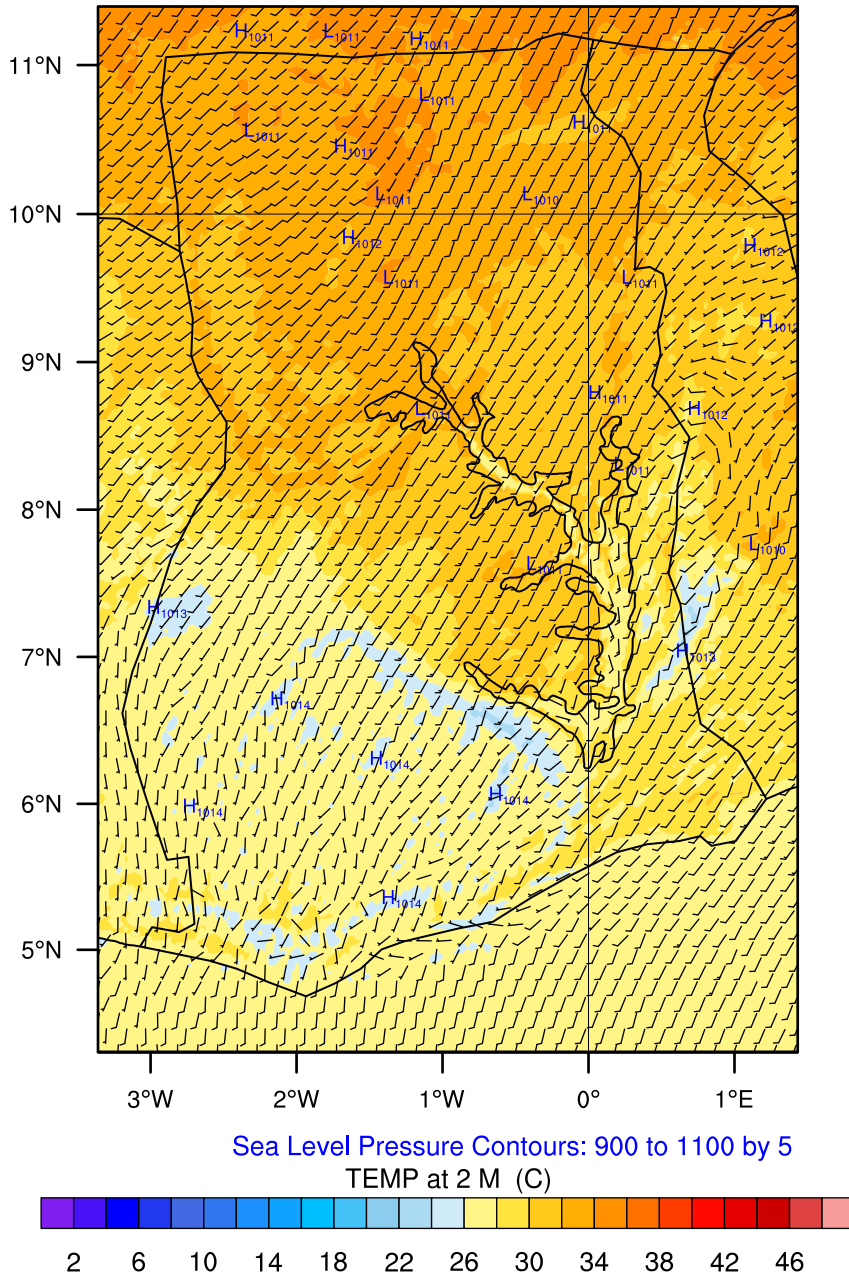 H1011 L1011 H1011
11°N
L1011
H1011
L1011
H1011
10°N
L1011 L1010
H1012
H1012
L1011 L1011
H1012
9°N
H1011
L1011 H1012
L1011
8°N
L1010
L1011
H1013
7°N
H1013
H1014
H1014
6°N
H1014 H1014
H1014
5°N
3°W 2°W 1°W 0° 1°E
Sea Level Pressure Contours: 900 to 1100 by 5
TEMP at 2 M (C)
2 6 10 14 18 22 26 30 34 38 42 46